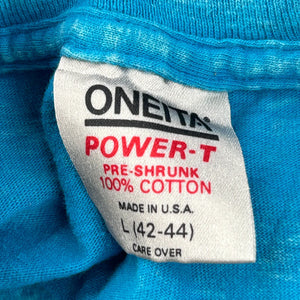 ONEITA
POWER-T
PRE-SHRUNK
100% COTTON
MADE IN U.S.A.
L (42-44)
CARE OVER